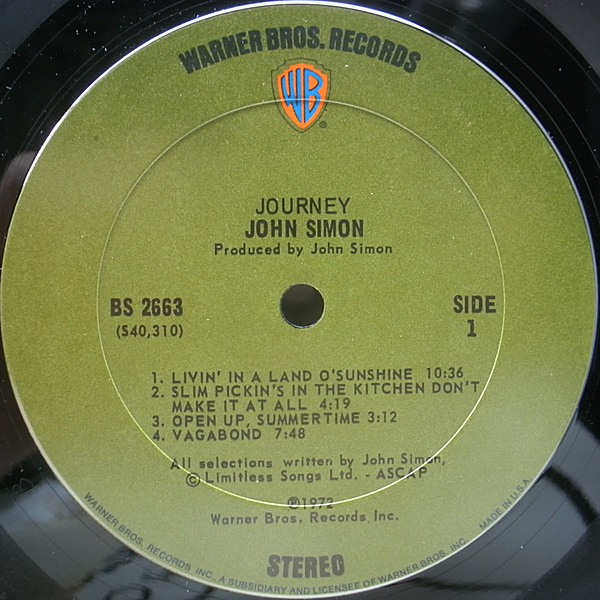 WARNER BROS. RECORDS
WB
®
JOURNEY
JOHN SIMON
Produced by John Simon
BS 2663
(S40,310)
SIDE
1
1. LIVIN' IN A LAND O'SUNSHINE 10:36
2. SLIM PICKIN'S IN THE KITCHEN DON'T
MAKE IT AT ALL 4:19
3. OPEN UP, SUMMERTIME 3:12
4. VAGABOND 7:48
All selections written by John Simon,
© Limitless Songs Ltd. - ASCAP
℗1972
Warner Bros. Records Inc.
STEREO
WARNER BROS. RECORDS INC., A SUBSIDIARY AND LICENSEE OF WARNER BROS. INC. MADE IN U.S.A.